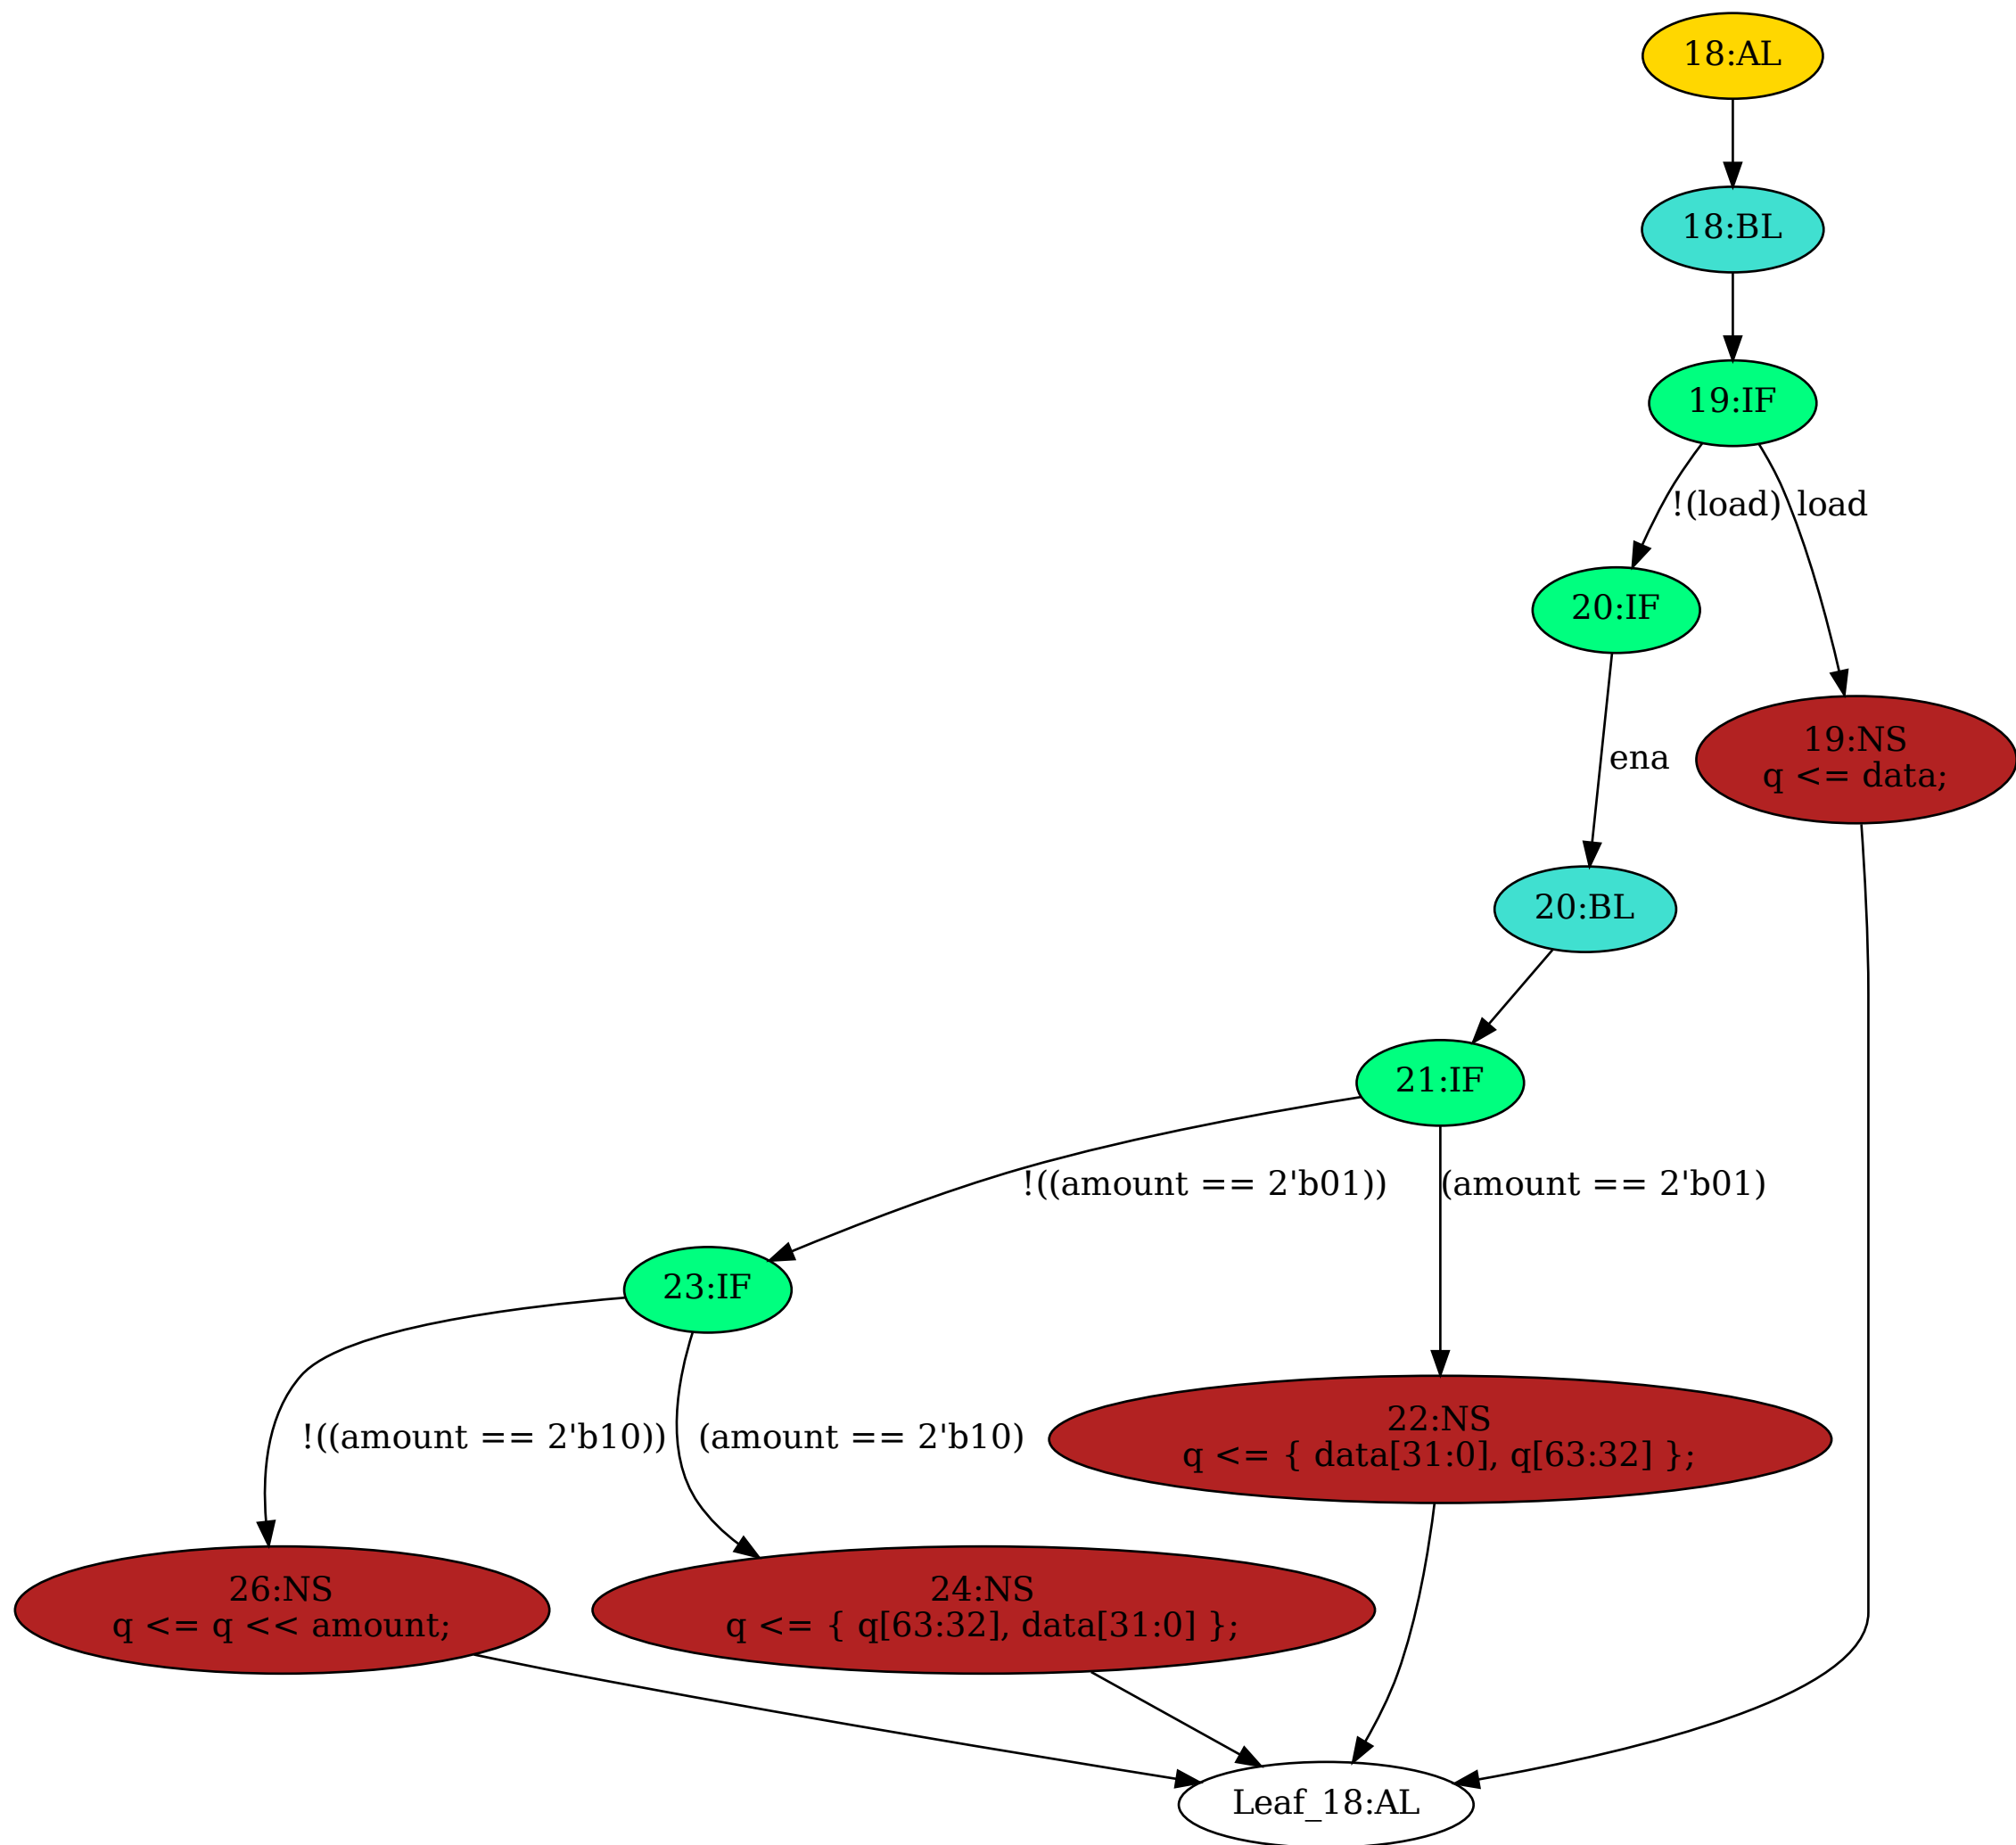 18:AL
18:BL
19:IF
!(load)
load
20:IF
19:NS
q <= data;
ena
20:BL
21:IF
!((amount == 2'b01))
(amount == 2'b01)
23:IF
!((amount == 2'b10))
(amount == 2'b10)
22:NS
q <= { data[31:0], q[63:32] };
26:NS
q <= q << amount;
24:NS
q <= { q[63:32], data[31:0] };
Leaf_18:AL